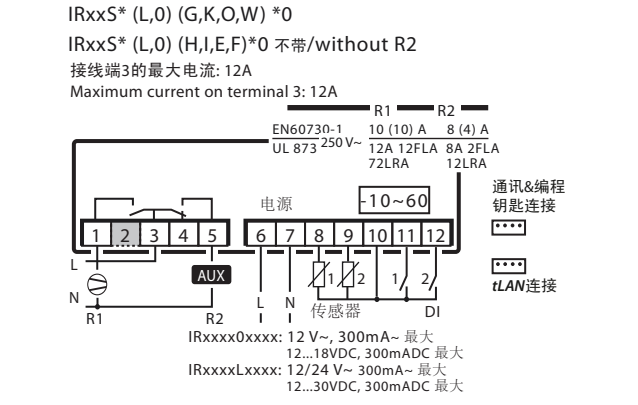 IRxxS* (L,0) (G,K,O,W) *0
IRxxS* (L,0) (H,I,E,F)*0 不带/without R2
接线端3的最大电流: 12A
Maximum current on terminal 3: 12A
R1 R2
EN60730-1 10 (10) A 8 (4) A
UL 873 250 V~ 12A 12FLA 8A 2FLA
72LRA 12LRA
电源
-10~60
通讯&编程
钥匙连接
1 2 3 4 5 6 7 8 9 10 11 12
L
AUX
1 2 1 2
tLAN连接
N
L N 传感器 DI
R1 R2
IRxxxx0xxxx: 12 V~, 300mA~ 最大
12...18VDC, 300mADC 最大
IRxxxxLxxxx: 12/24 V~ 300mA~ 最大
12...30VDC, 300mADC 最大